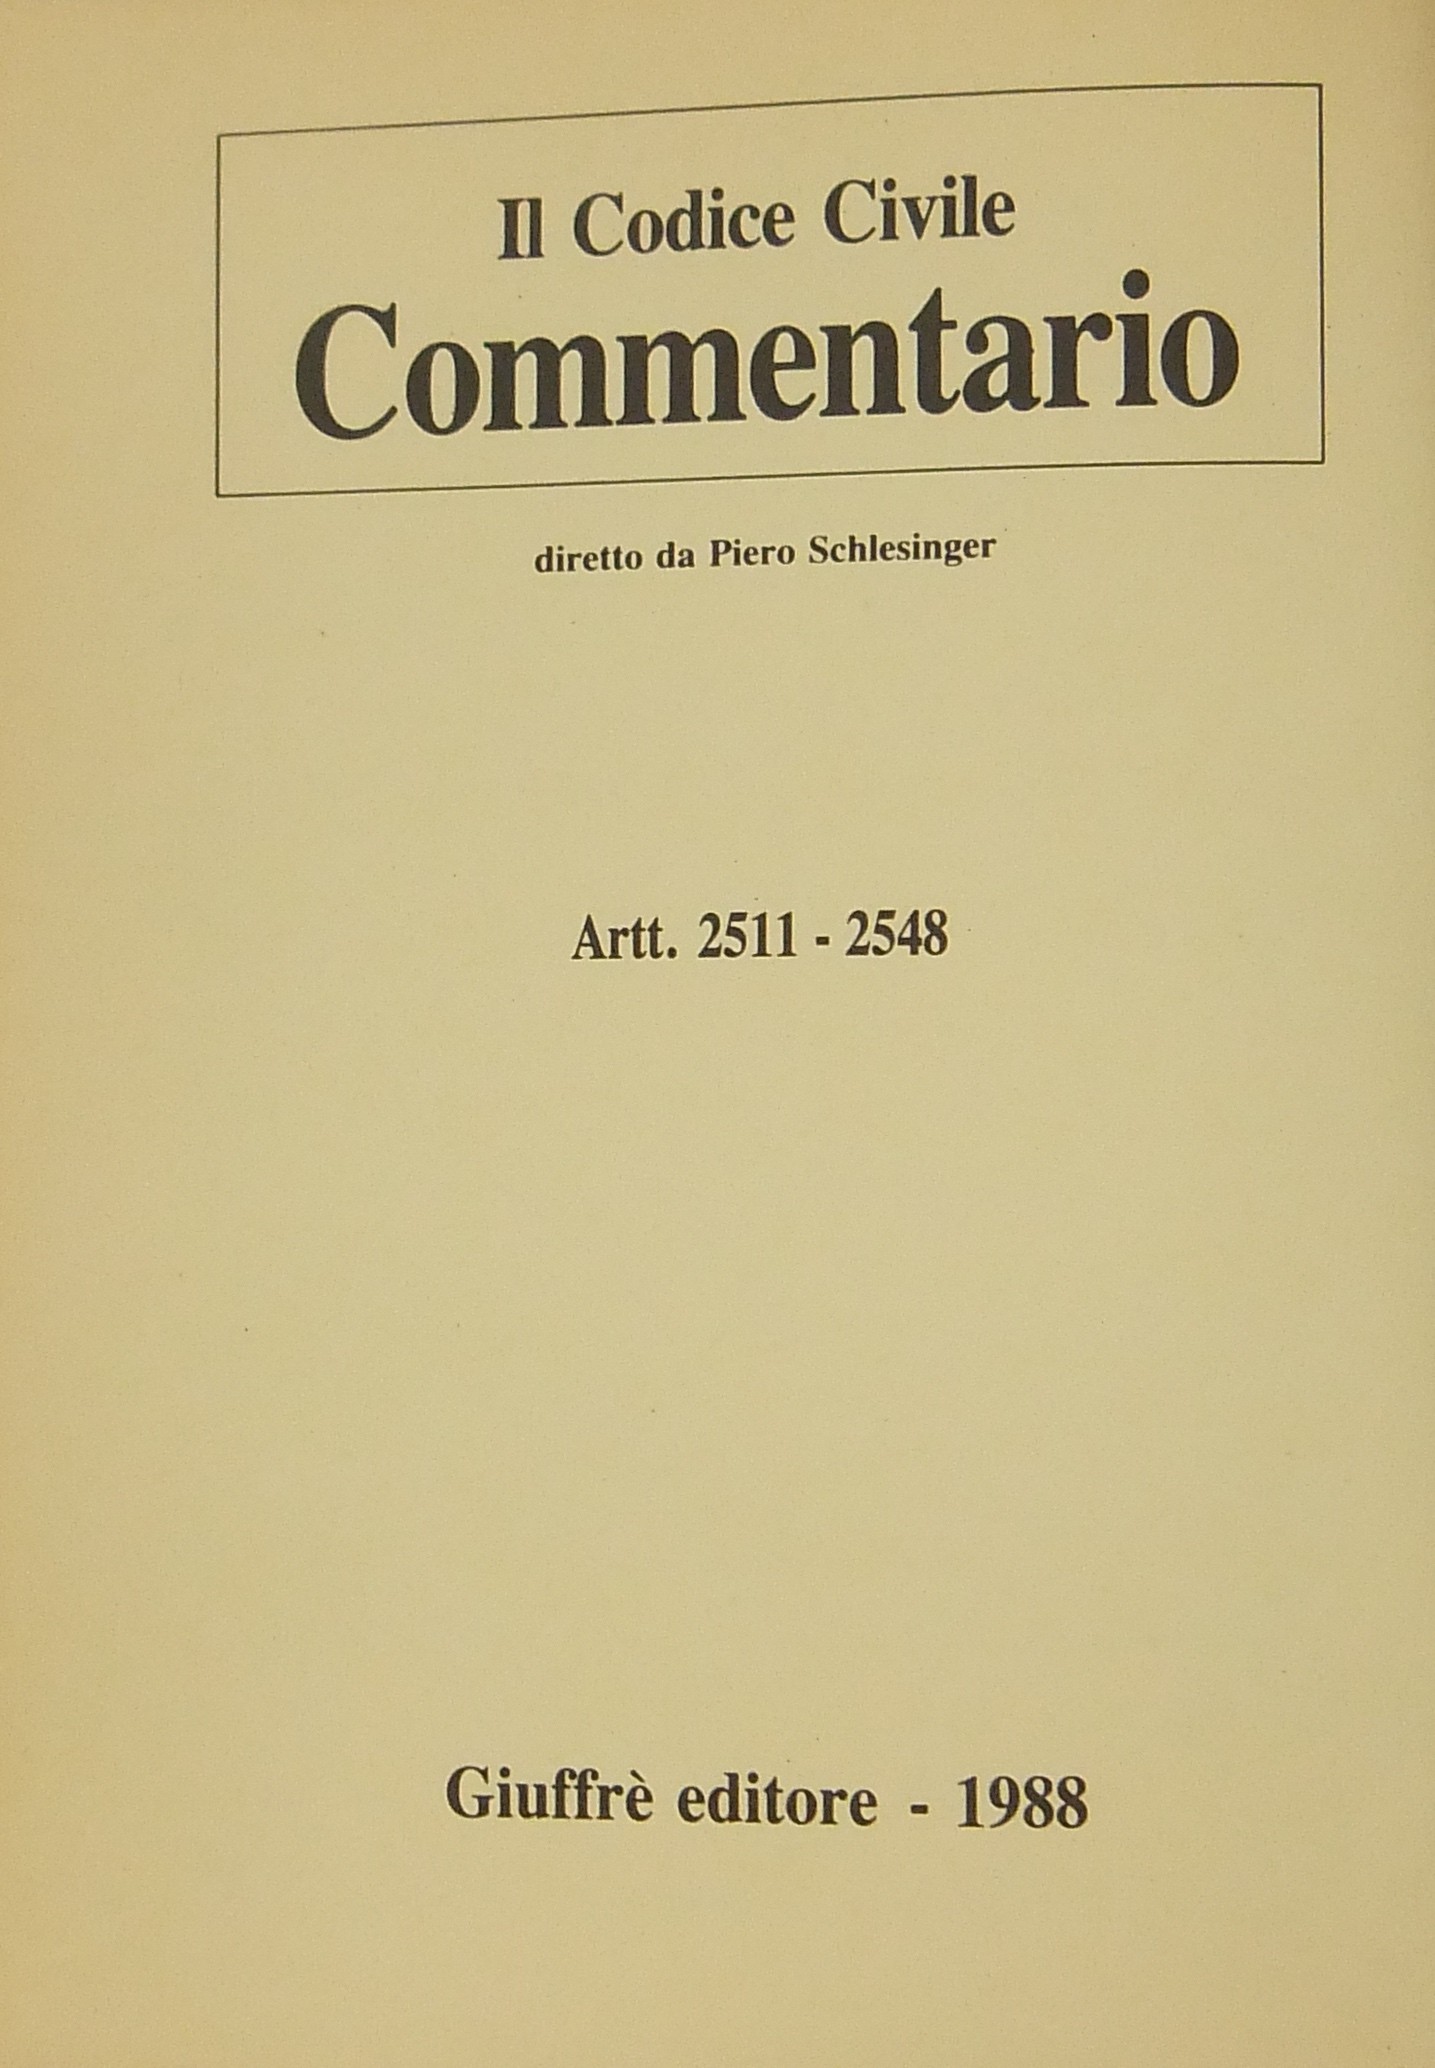 Il Codice Civile
Commentario
diretto da Piero Schlesinger
Artt. 2511 - 2548
Giuffrè editore - 1988